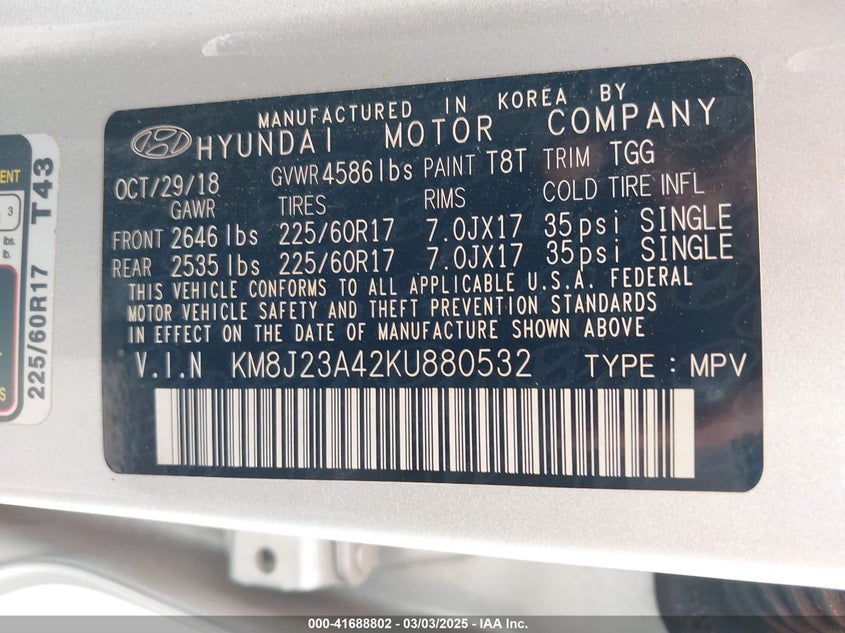 MANUFACTURED IN KOREA BY
HYUNDAI MOTOR COMPANY
OCT/29/18 GVWR 4586 lbs PAINT T8T TRIM TGG
GAWR TIRES RIMS COLD TIRE INFL
FRONT 2646 lbs 225/60R17 7.0JX17 35psi SINGLE
REAR 2535 lbs 225/60R17 7.0JX17 35psi SINGLE
THIS VEHICLE CONFORMS TO ALL APPLICABLE U.S.A. FEDERAL
MOTOR VEHICLE SAFETY AND THEFT PREVENTION STANDARDS
IN EFFECT ON THE DATE OF MANUFACTURE SHOWN ABOVE
V.I.N KM8J23A42KU880532 TYPE : MPV
225/60R17 T43
3
lbs.
lb.
000-41688802 — 03/03/2025 — IAA Inc.